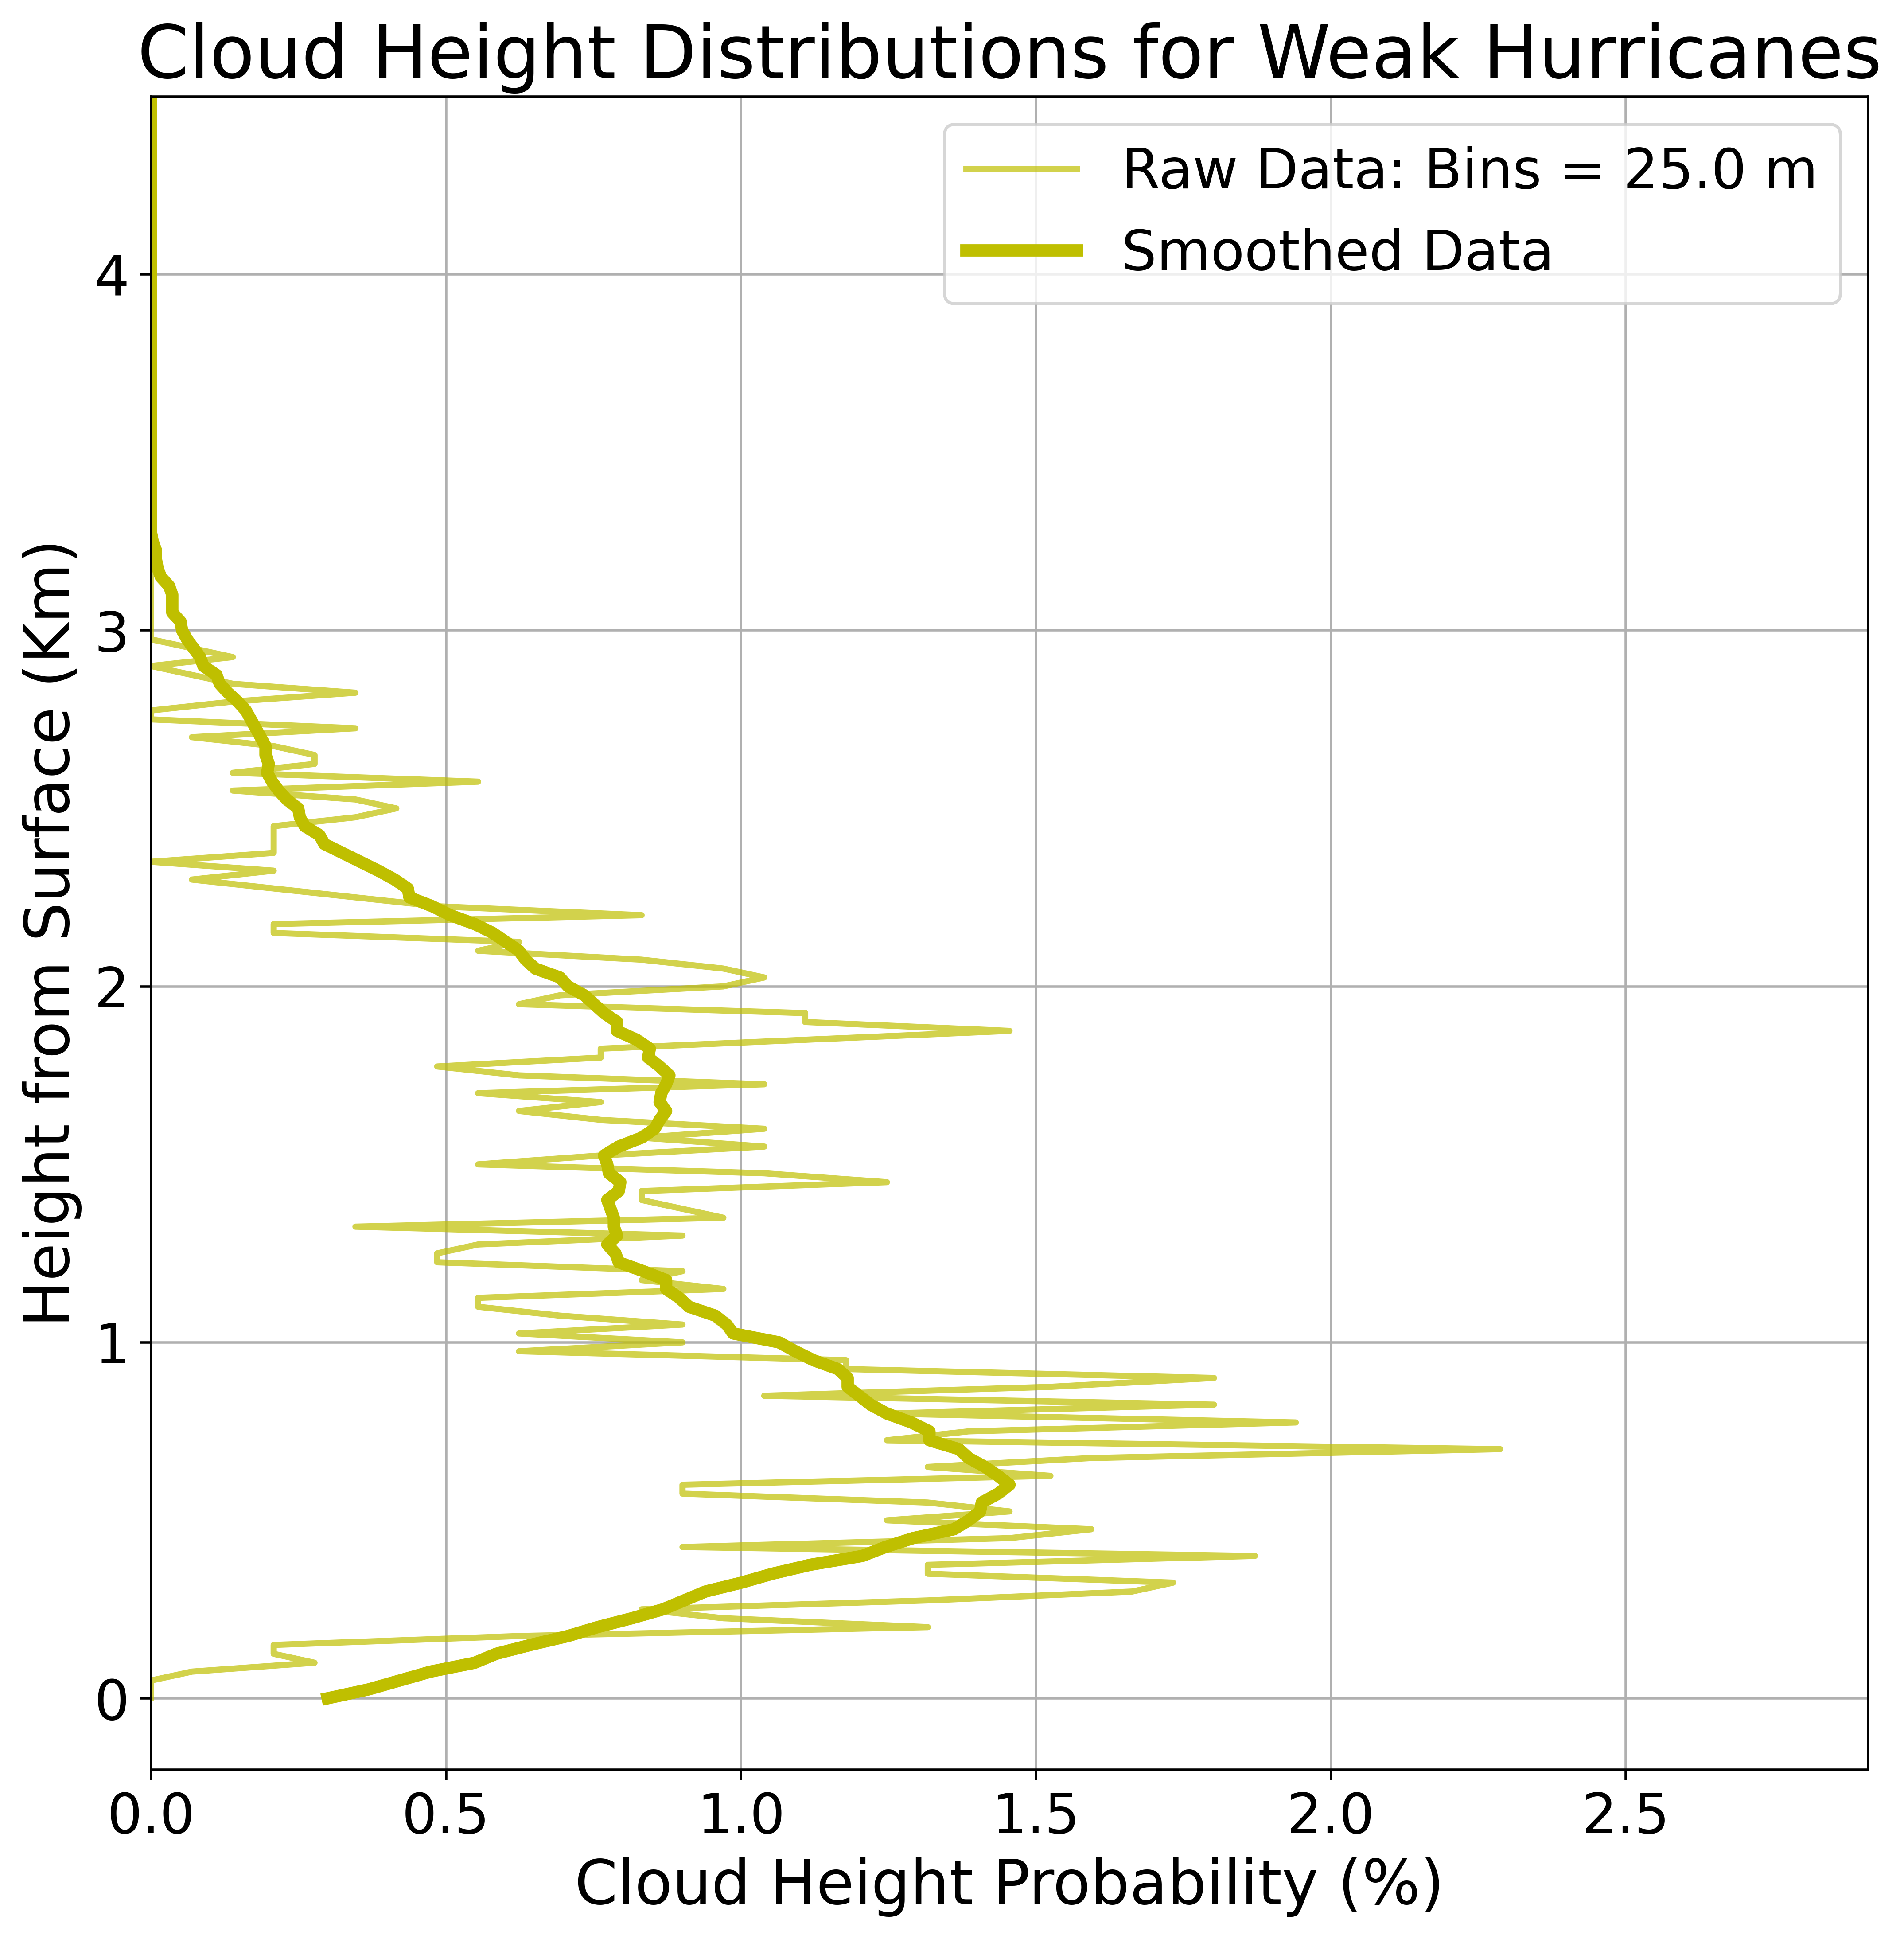 Cloud Height Distributions for Weak Hurricanes
Raw Data: Bins = 25.0 m
Smoothed Data
Height from Surface (Km)
4
3
2
1
0
0.0 0.5 1.0 1.5 2.0 2.5
Cloud Height Probability (%)